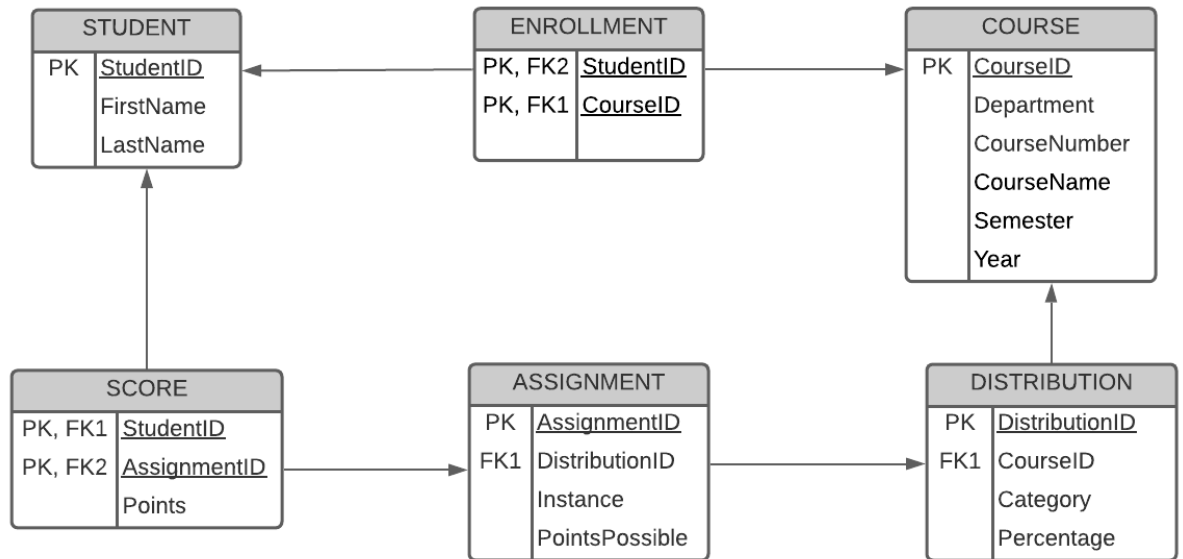 STUDENT
PK StudentID
FirstName
LastName
ENROLLMENT
PK, FK2 StudentID
PK, FK1 CourseID
COURSE
PK CourseID
Department
CourseNumber
CourseName
Semester
Year
SCORE
PK, FK1 StudentID
PK, FK2 AssignmentID
Points
ASSIGNMENT
PK AssignmentID
FK1 DistributionID
Instance
PointsPossible
DISTRIBUTION
PK DistributionID
FK1 CourseID
Category
Percentage